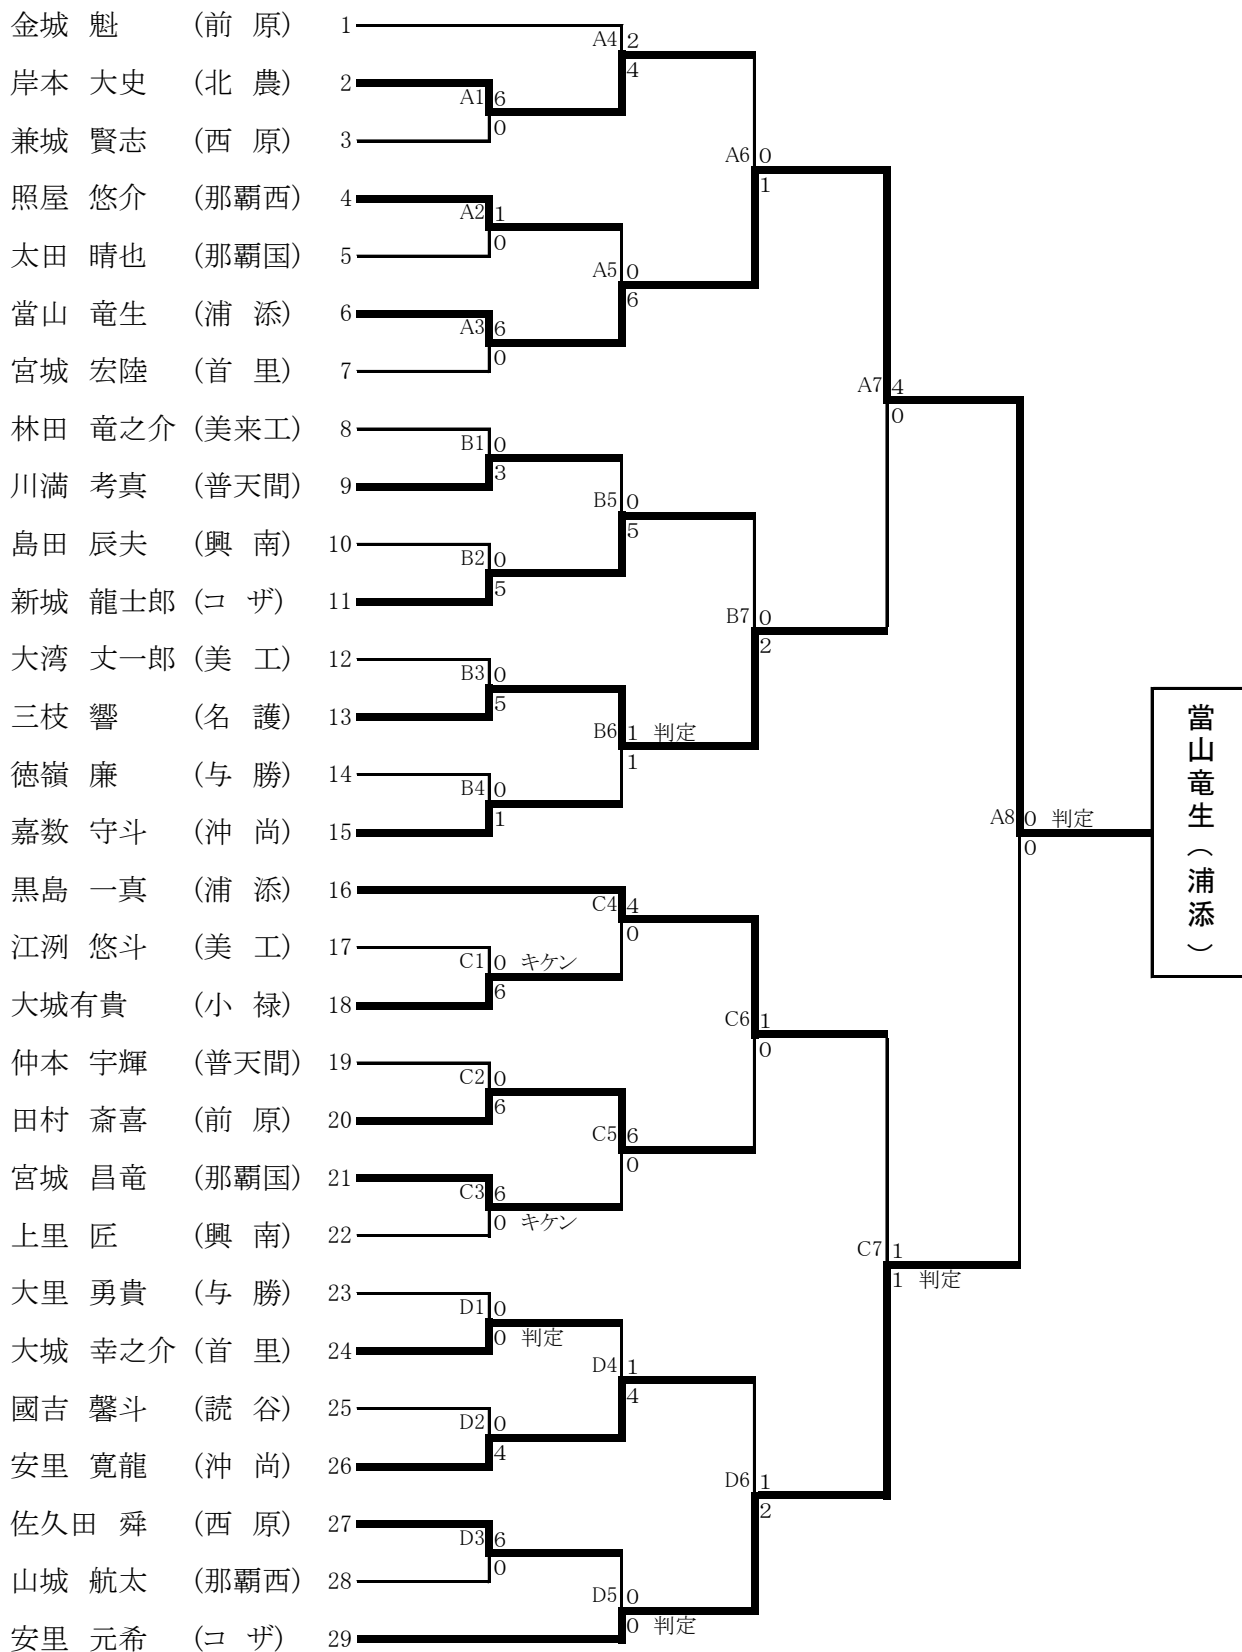 金城 魁 (前 原) 1
A4 2
4
岸本 大史 (北 農) 2
A1 6
0
兼城 賢志 (西 原) 3
A6 0
1
照屋 悠介 (那覇西) 4
A2 1
0
太田 晴也 (那覇国) 5
A5 0
6
當山 竜生 (浦 添) 6
A3 6
0
宮城 宏陸 (首 里) 7
A7 4
0
林田 竜之介 (美来工) 8
B1 0
3
川満 考真 (普天間) 9
B5 0
5
島田 辰夫 (興 南) 10
B2 0
5
新城 龍士郎 (コ ザ) 11
B7 0
2
大湾 丈一郎 (美 工) 12
B3 0
5
三枝 響 (名 護) 13
B6 1 判定
1
徳嶺 廉 (与 勝) 14
B4 0
1
嘉数 守斗 (沖 尚) 15
A8 0 判定
0
當山竜生(浦添)
黒島 一真 (浦 添) 16
C4 4
0
江洌 悠斗 (美 工) 17
C1 0 キケン
6
大城有貴 (小 禄) 18
C6 1
0
仲本 宇輝 (普天間) 19
C2 0
6
田村 斎喜 (前 原) 20
C5 6
0
宮城 昌竜 (那覇国) 21
C3 6
0 キケン
上里 匠 (興 南) 22
C7 1
1 判定
大里 勇貴 (与 勝) 23
D1 0
0 判定
大城 幸之介 (首 里) 24
D4 1
4
國吉 馨斗 (読 谷) 25
D2 0
4
安里 寛龍 (沖 尚) 26
D6 1
2
佐久田 舜 (西 原) 27
D3 6
0
山城 航太 (那覇西) 28
D5 0
0 判定
安里 元希 (コ ザ) 29